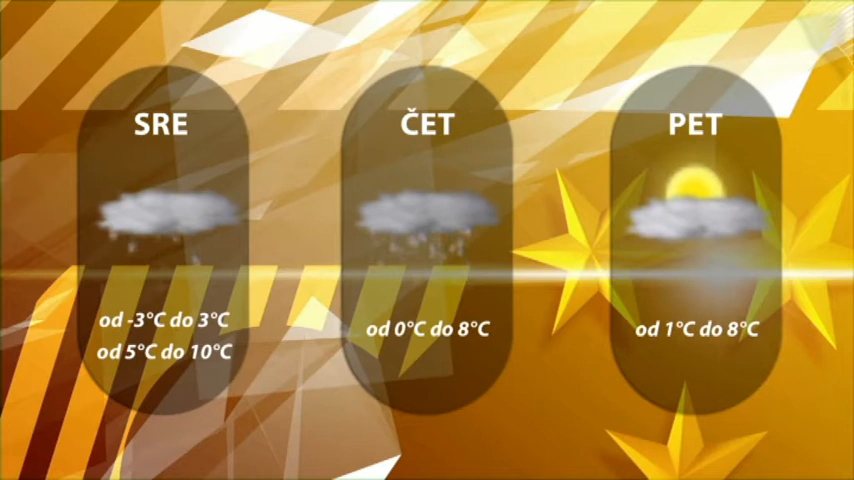 SRE
od -3°C do 3°C
od 5°C do 10°C
ČET
od 0°C do 8°C
PET
od 1°C do 8°C